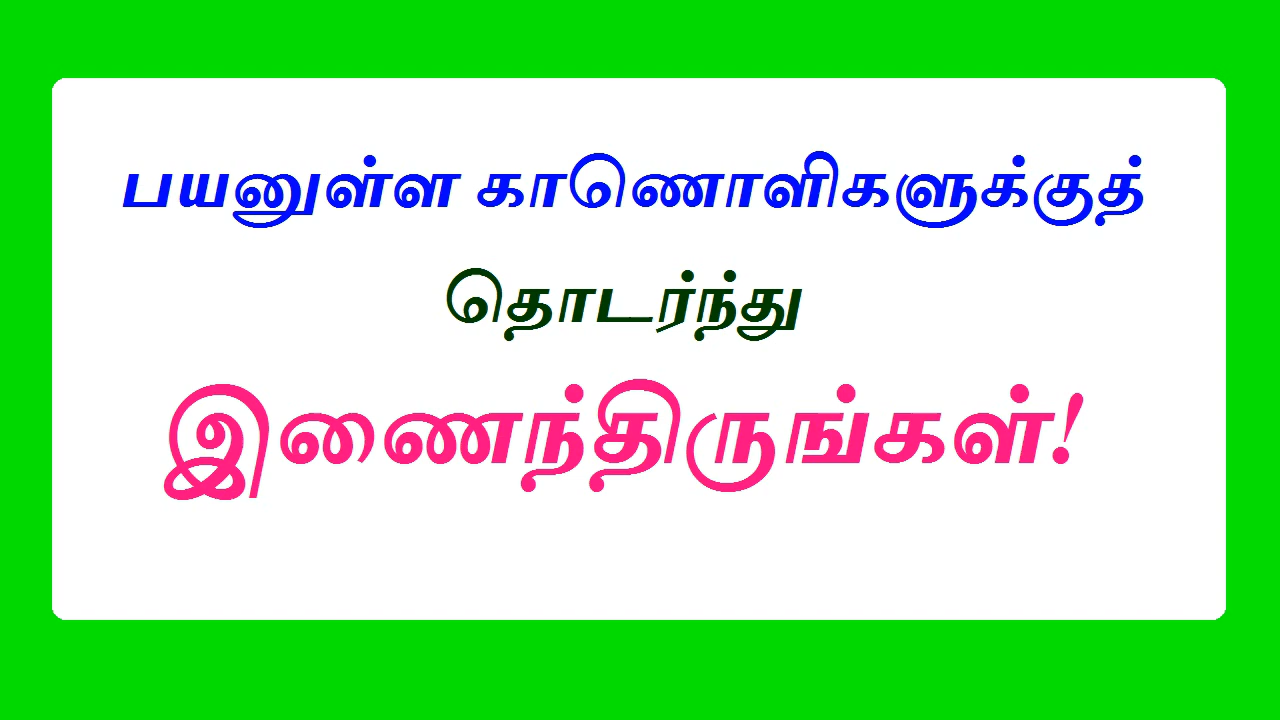 பயனுள்ள காணொளிகளுக்குத்
தொடர்ந்து
இணைந்திருங்கள்!